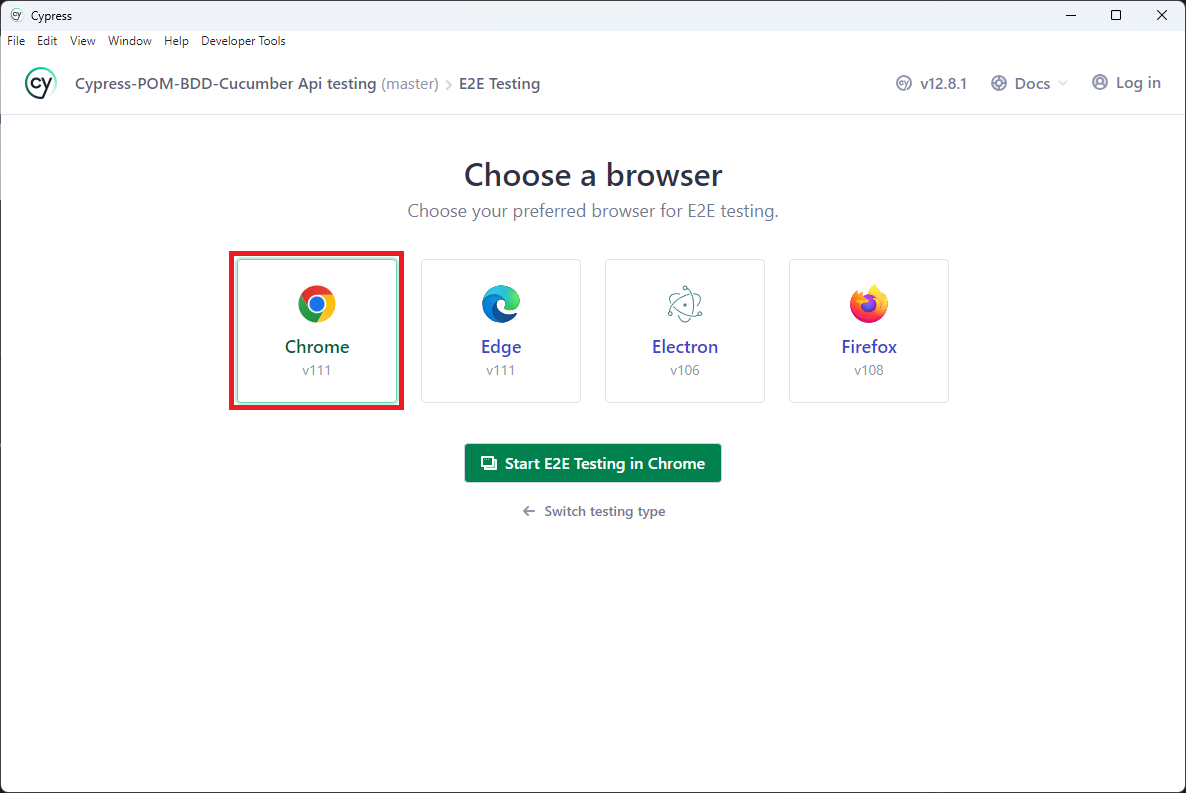 cy Cypress
File Edit View Window Help Developer Tools
cy Cypress-POM-BDD-Cucumber Api testing (master) > E2E Testing cy v12.8.1 Docs Log in
Choose a browser
Choose your preferred browser for E2E testing.
Chrome Edge Electron Firefox
v111 v111 v106 v108
Start E2E Testing in Chrome
← Switch testing type